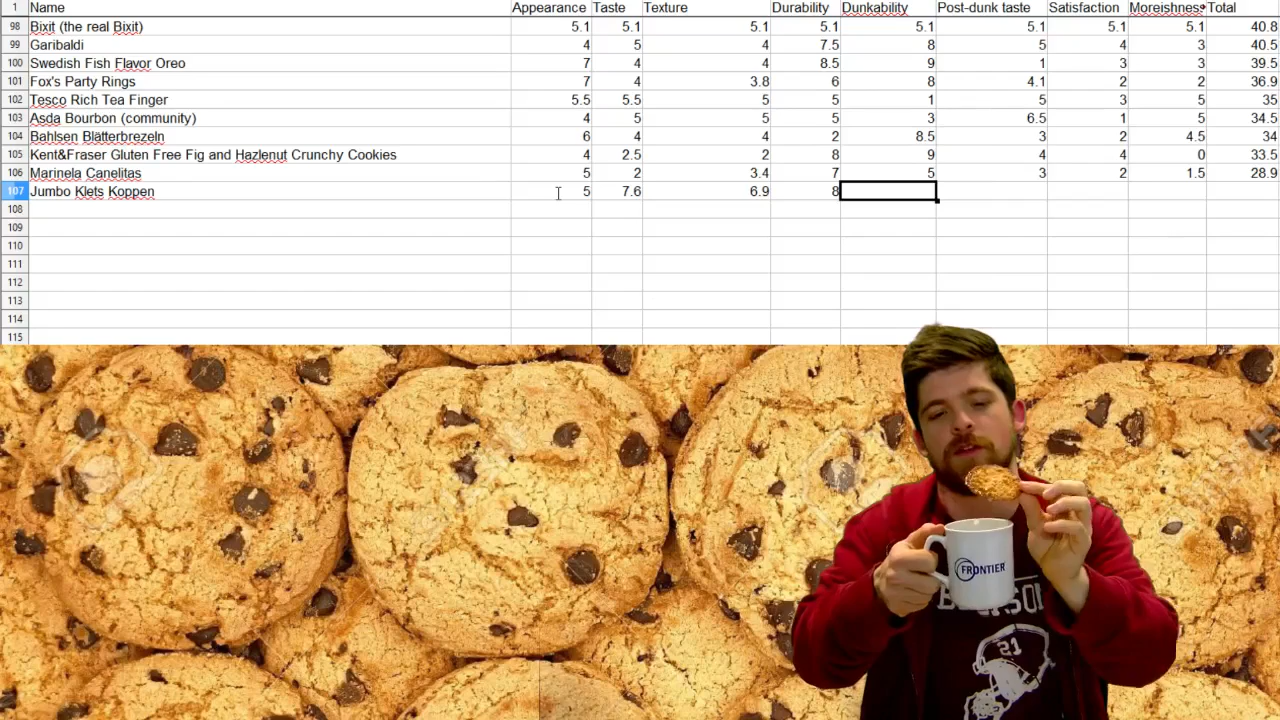 1 Name Appearance Taste Texture Durability Dunkability Post-dunk taste Satisfaction Total
98 Bixit (the real Bixit) 5.1 5.1 5.1 5.1 5.1 5.1 5.1 5.1 40.8
99 Garibaldi 4 5 4 7.5 8 5 4 3 40.5
100 Swedish Fish Flavor Oreo 7 4 4 8.5 9 1 3 3 39.5
101 Fox's Party Rings 7 4 3.8 6 8 4.1 2 2 36.9
102 Tesco Rich Tea Finger 5.5 5.5 5 5 1 5 3 5 35
103 Asda Bourbon (community) 4 5 5 5 3 6.5 1 5 34.5
104 Bahlsen Blätterbrezeln 6 4 4 2 8.5 3 2 4.5 34
105 Kent&Fraser Gluten Free Fig and Hazlenut Crunchy Cookies 4 2.5 2 8 9 4 4 0 33.5
106 Marinela Canelitas 5 2 3.4 7 5 3 2 1.5 28.9
107 Jumbo Klets Koppen 5 7.6 6.9 8
108
109
110
111
112
113
114
115
FRONTIER
21